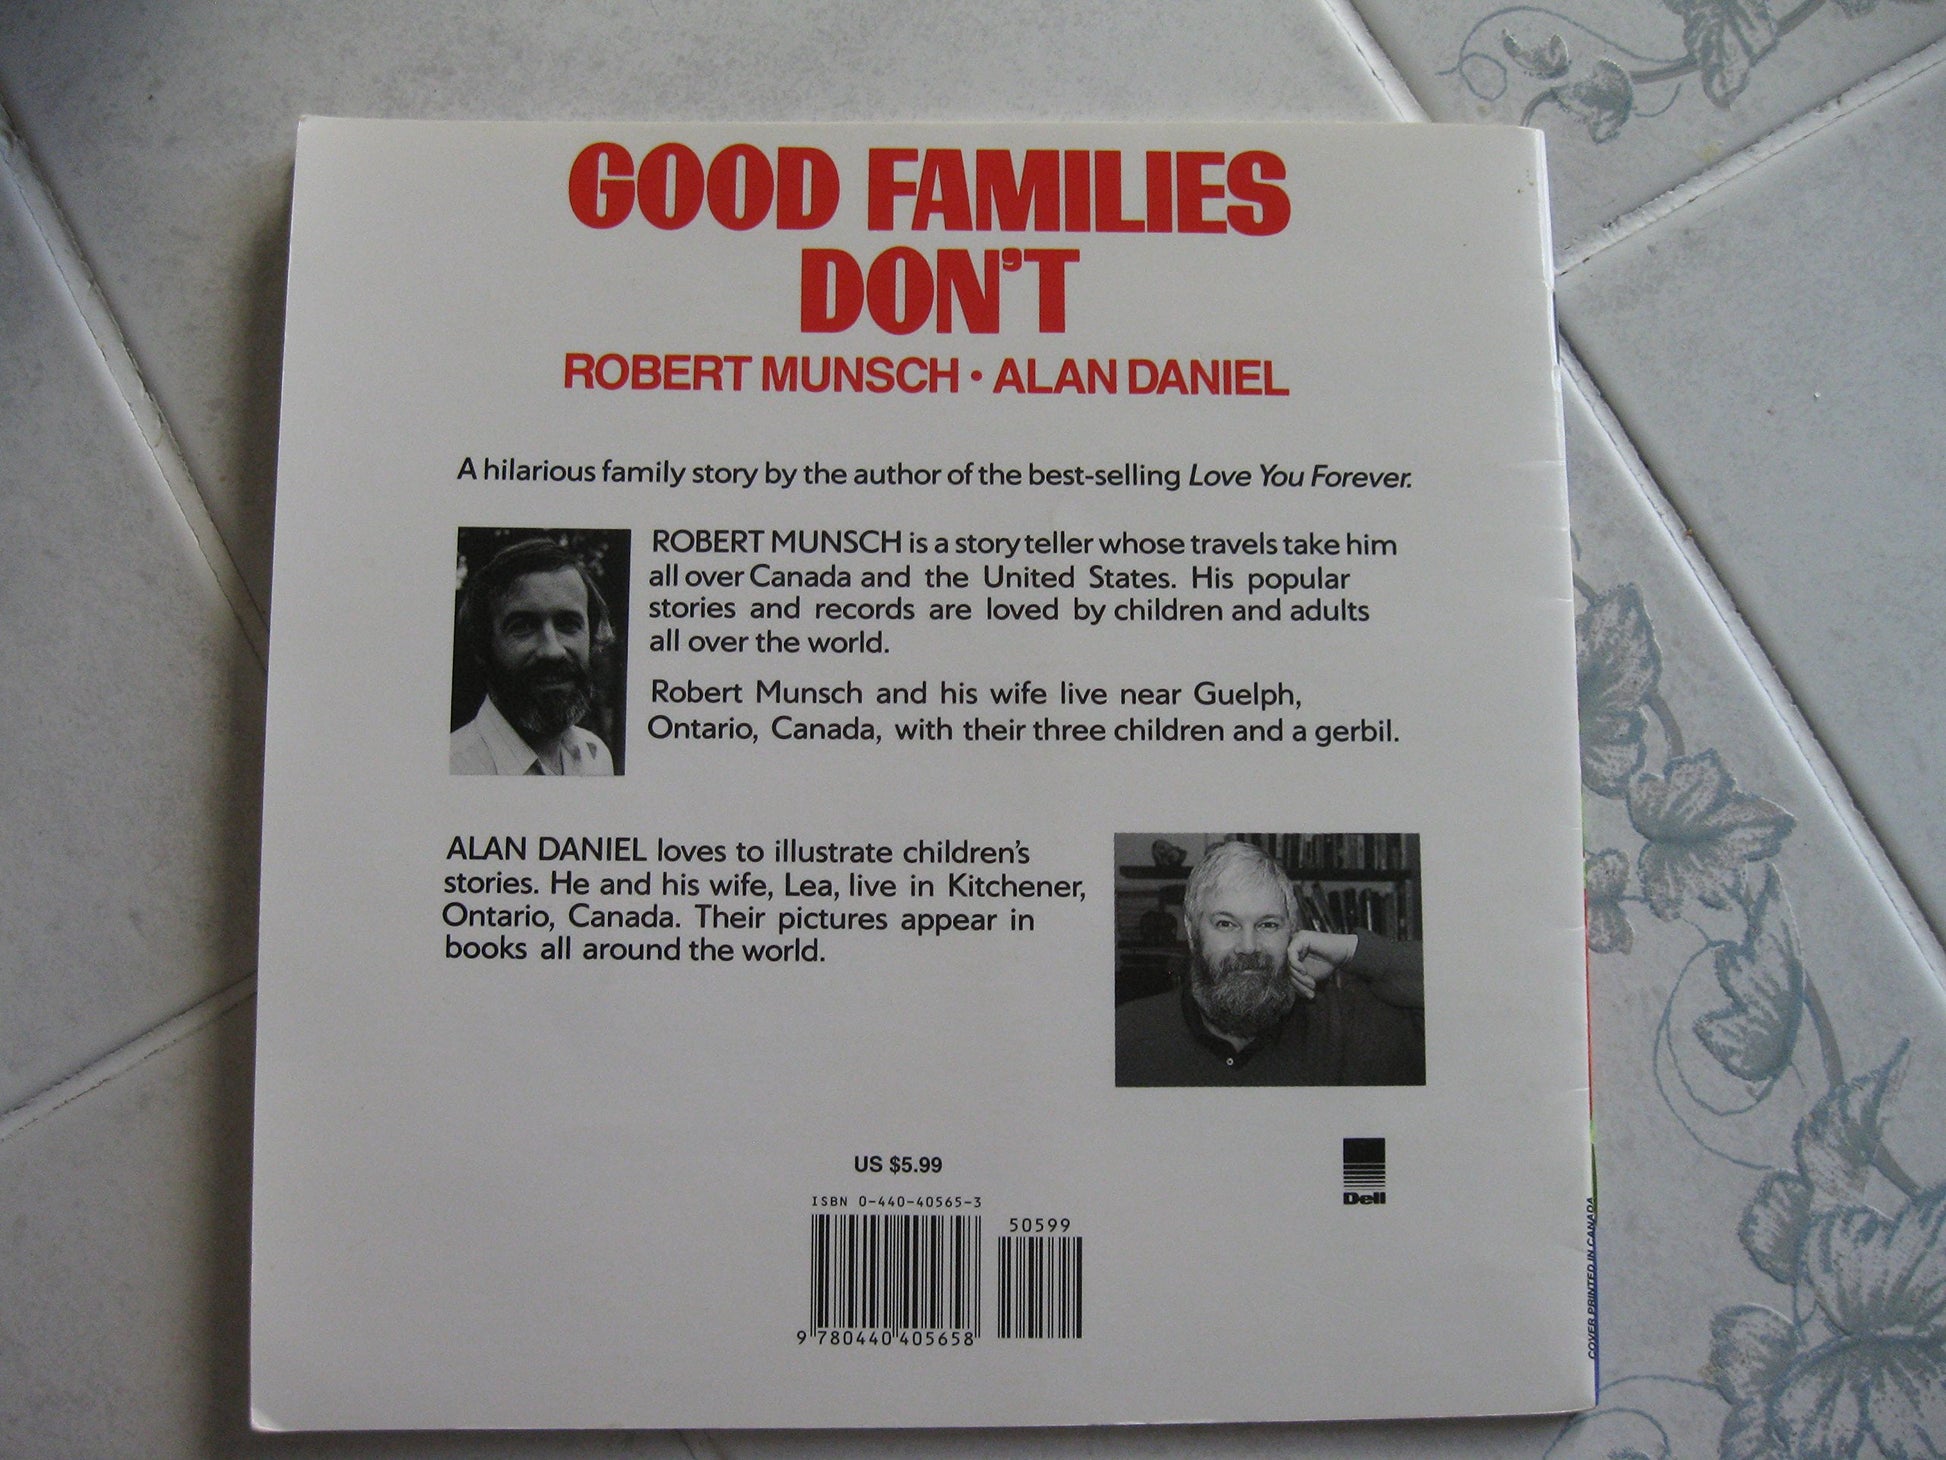 GOOD FAMILIES
DON'T
ROBERT MUNSCH • ALAN DANIEL
A hilarious family story by the author of the best-selling Love You Forever.
ROBERT MUNSCH is a story teller whose travels take him
all over Canada and the United States. His popular
stories and records are loved by children and adults
all over the world.
Robert Munsch and his wife live near Guelph,
Ontario, Canada, with their three children and a gerbil.
ALAN DANIEL loves to illustrate children's
stories. He and his wife, Lea, live in Kitchener,
Ontario, Canada. Their pictures appear in
books all around the world.
US $5.99
ISBN 0-440-40565-3
50599
9 780440 405658
Dell
COVER PRINTED IN CANADA